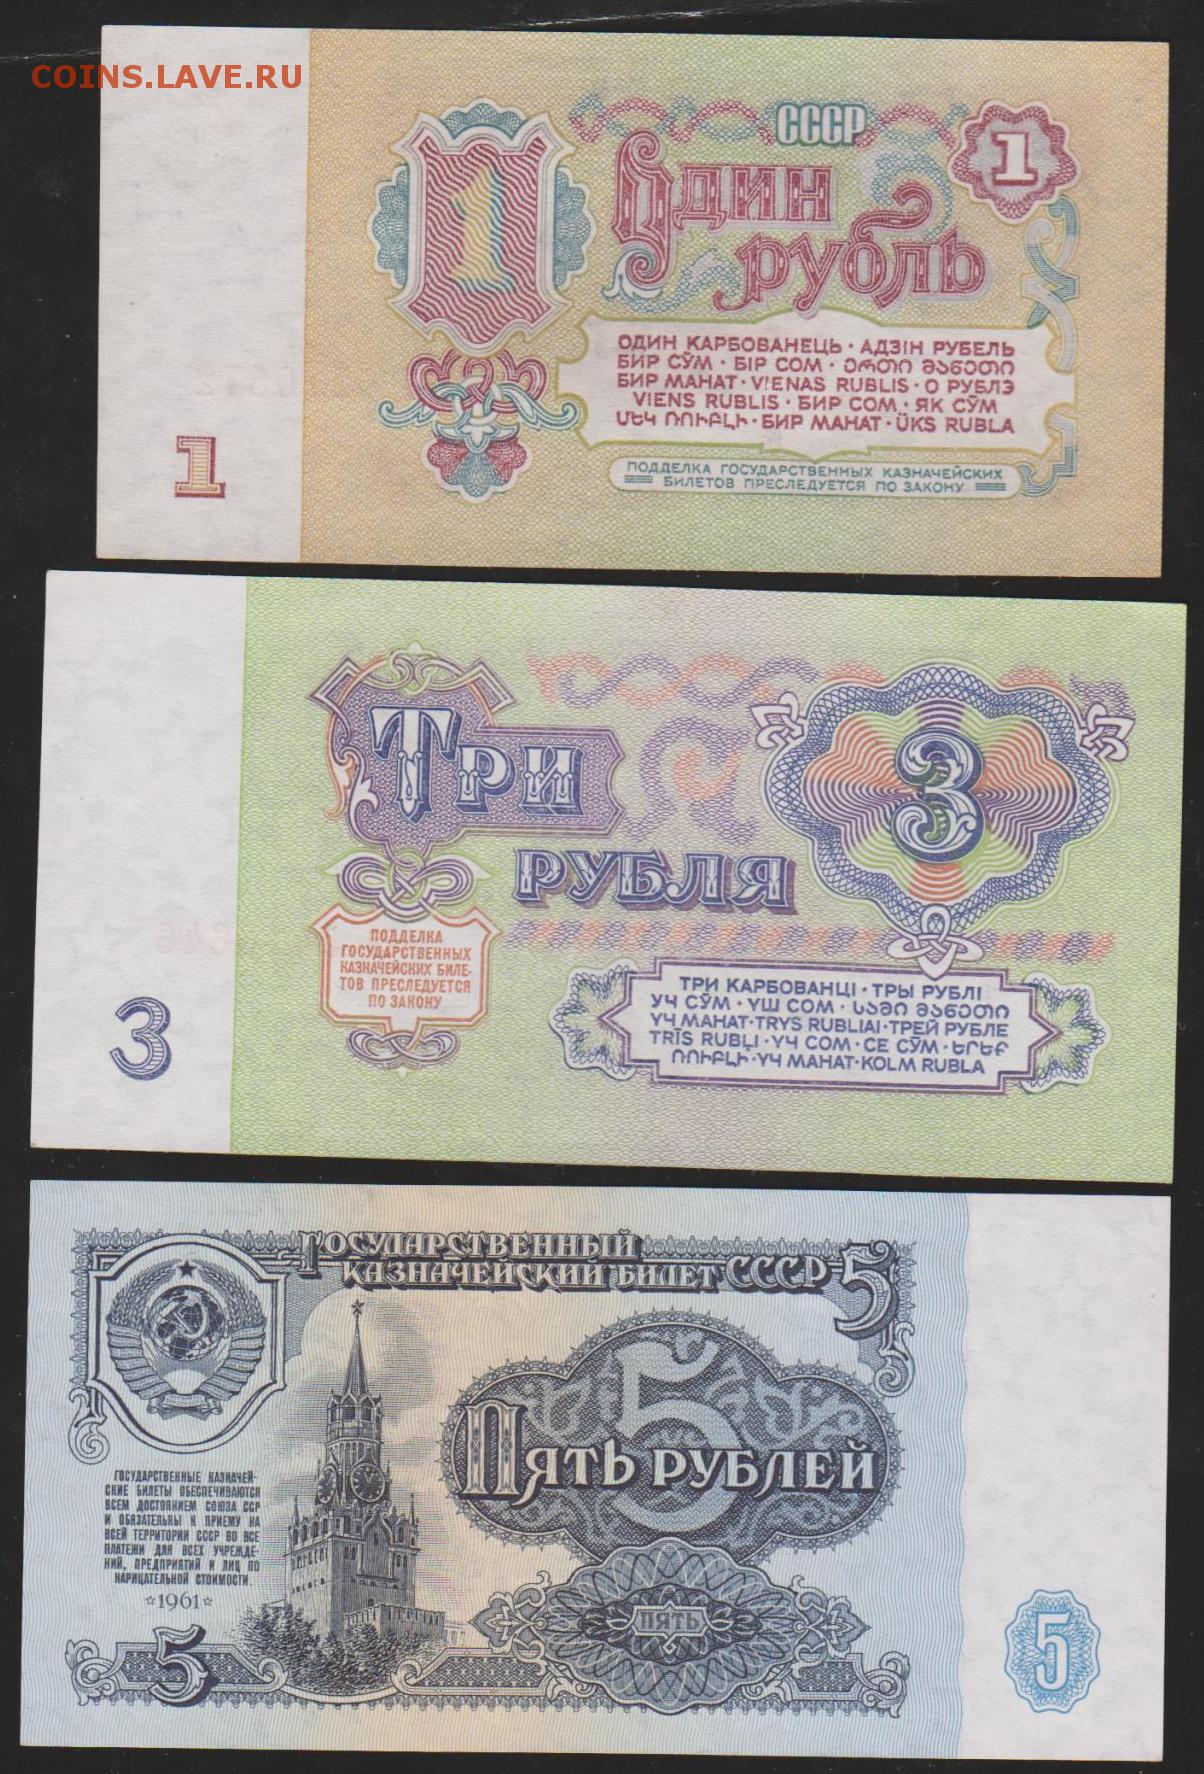 COINS.LAVE.RU
1
СССР
1
Один
рубль
ОДИН КАРБОВАНЕЦЬ · АДЗІН РУБЕЛЬ
БИР СЎМ · БІР СОМ · ᲔᲠᲗᲘ ᲛᲐᲜᲔᲗᲘ
БИР МАНАТ · VIENAS RUBLIS · О РУБЛЭ
VIENS RUBLIS · БИР СОМ · ЯК СӮМ
ՄԵԿ ՌՈՒԲԼԻ · БИР МАНАТ · ÜKS RUBLA
ПОДДЕЛКА ГОСУДАРСТВЕННЫХ КАЗНАЧЕЙСКИХ
БИЛЕТОВ ПРЕСЛЕДУЕТСЯ ПО ЗАКОНУ
1
Три
3
РУБЛЯ
ПОДДЕЛКА
ГОСУДАРСТВЕННЫХ
КАЗНАЧЕЙСКИХ БИЛЕ-
ТОВ ПРЕСЛЕДУЕТСЯ
ПО ЗАКОНУ
ТРИ КАРБОВАНЦІ · ТРЫ РУБЛІ
УЧ СЎМ · ҮШ СОМ · ᲡᲐᲛᲘ ᲛᲐᲜᲔᲗᲘ
ҮЧ МАНАТ · TRYS RUBLIAI · ТРЕЙ РУБЛЕ
TRĪS RUBĻI · ҮЧ СОМ · СЕ СӮМ · ԵՐԵՔ
ՌՈՒԲԼԻ · ҮЧ МАНАТ · KOLM RUBLA
3
Государственный
казначейский билет СССР
5
5
Пять рублей
ГОСУДАРСТВЕННЫЕ КАЗНАЧЕЙ-
СКИЕ БИЛЕТЫ ОБЕСПЕЧИВАЮТСЯ
ВСЕМ ДОСТОЯНИЕМ СОЮЗА ССР
И ОБЯЗАТЕЛЬНЫ К ПРИЕМУ НА
ВСЕЙ ТЕРРИТОРИИ СССР ВО ВСЕ
ПЛАТЕЖИ ДЛЯ ВСЕХ УЧРЕЖДЕ-
НИЙ, ПРЕДПРИЯТИЙ И ЛИЦ ПО
НАРИЦАТЕЛЬНОЙ СТОИМОСТИ.
☆1961☆
ПЯТЬ
5
5